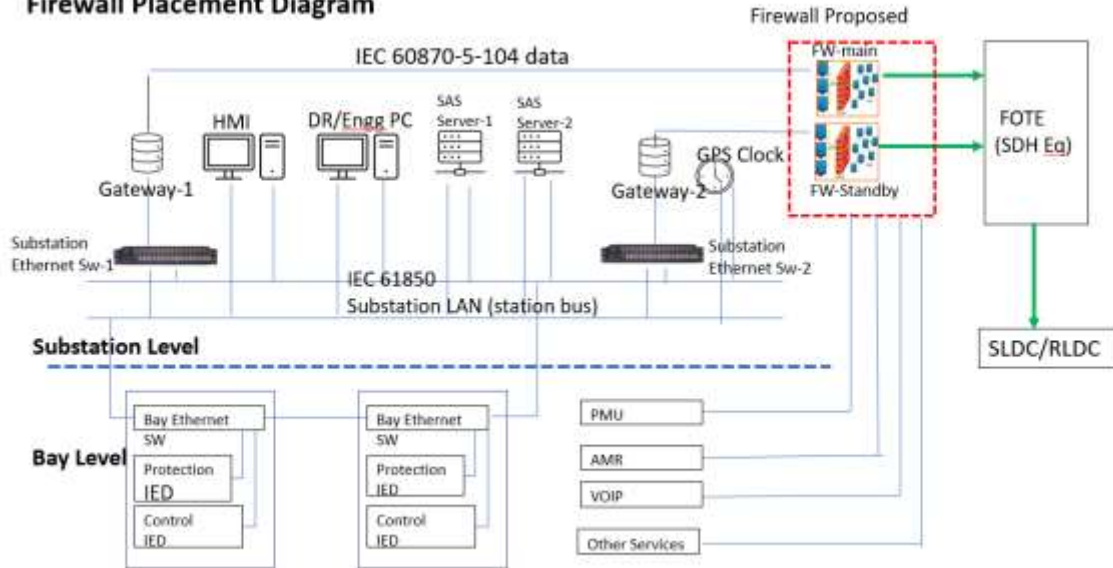 Firewall Placement Diagram
Firewall Proposed
IEC 60870-5-104 data
FW-main
FOTE
(SDH Eq)
HMI
DR/Engg PC
SAS
Server-1
SAS
Server-2
GPS Clock
Gateway-1
Gateway-2
FW-Standby
Substation
Ethernet Sw-1
Substation
Ethernet Sw-2
IEC 61850
Substation LAN (station bus)
Substation Level
SLDC/RLDC
Bay Level
Bay Ethernet
SW
Protection
IED
Control
IED
Bay Ethernet
SW
Protection
IED
Control
IED
PMU
AMR
VOIP
Other Services